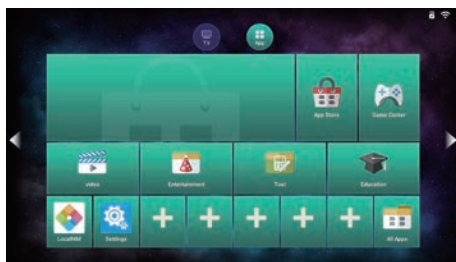 TV
App
App Store
Game Center
video
Entertainment
Tool
Education
LocalMM
Settings
All Apps